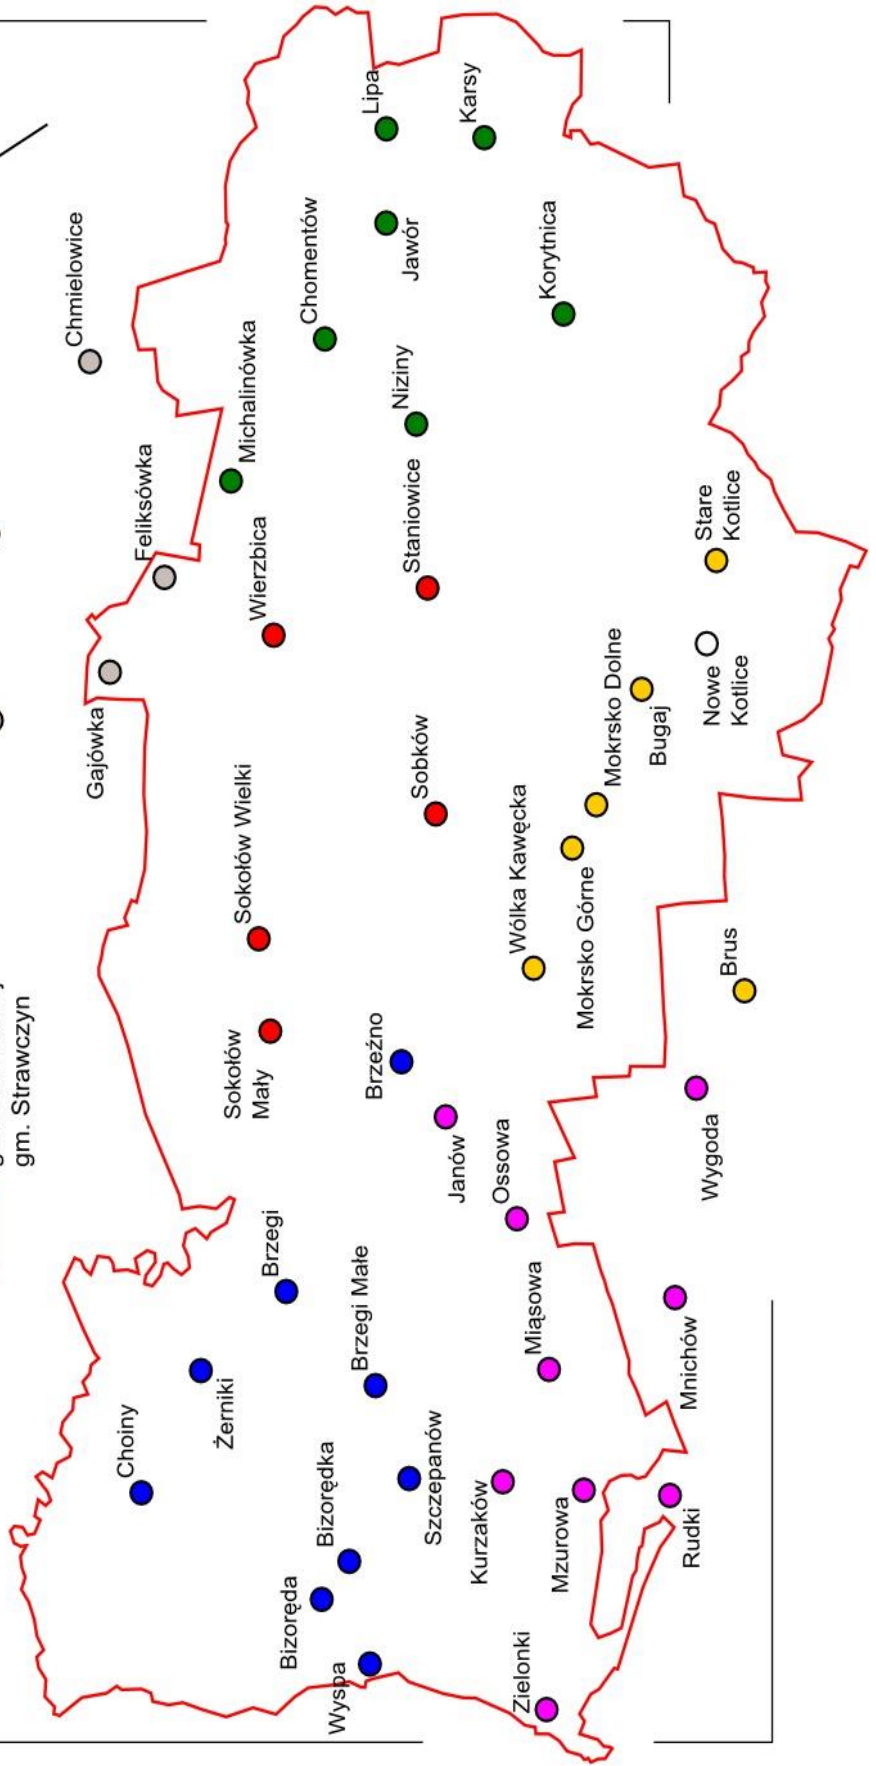 gm. Strawczyn
Chmielowice
Feliksówka
Gajówka
Michalinówka
Chomentów
Lipa
Karsy
Jawór
Korytnica
Niziny
Staniowice
Wierzbica
Sokołów Wielki
Sokołów
Mały
Sobków
Stare
Kotlice
Nowe
Kotlice
Mokrsko Dolne
Bugaj
Wólka Kawęcka
Mokrsko Górne
Brus
Brzeźno
Janów
Ossowa
Wygoda
Brzegi
Brzegi Małe
Żerniki
Choiny
Miąsowa
Mnichów
Szczepanów
Bizorędka
Bizoręda
Kurzaków
Mzurowa
Rudki
Wyspa
Zielonki